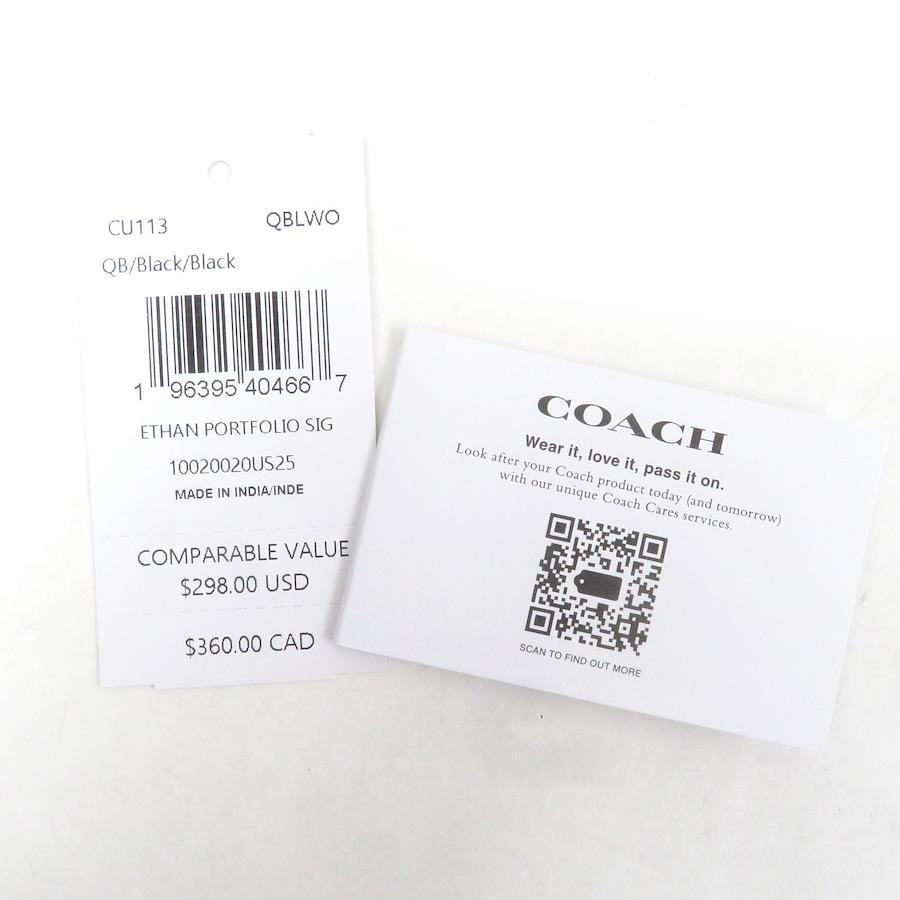 CU113 QBLWO
QB/Black/Black
1 96395 40466 7
ETHAN PORTFOLIO SIG
10020020US25
MADE IN INDIA/INDE
COMPARABLE VALUE
$298.00 USD
$360.00 CAD
COACH
Wear it, love it, pass it on.
Look after your Coach product today (and tomorrow)
with our unique Coach Cares services.
SCAN TO FIND OUT MORE